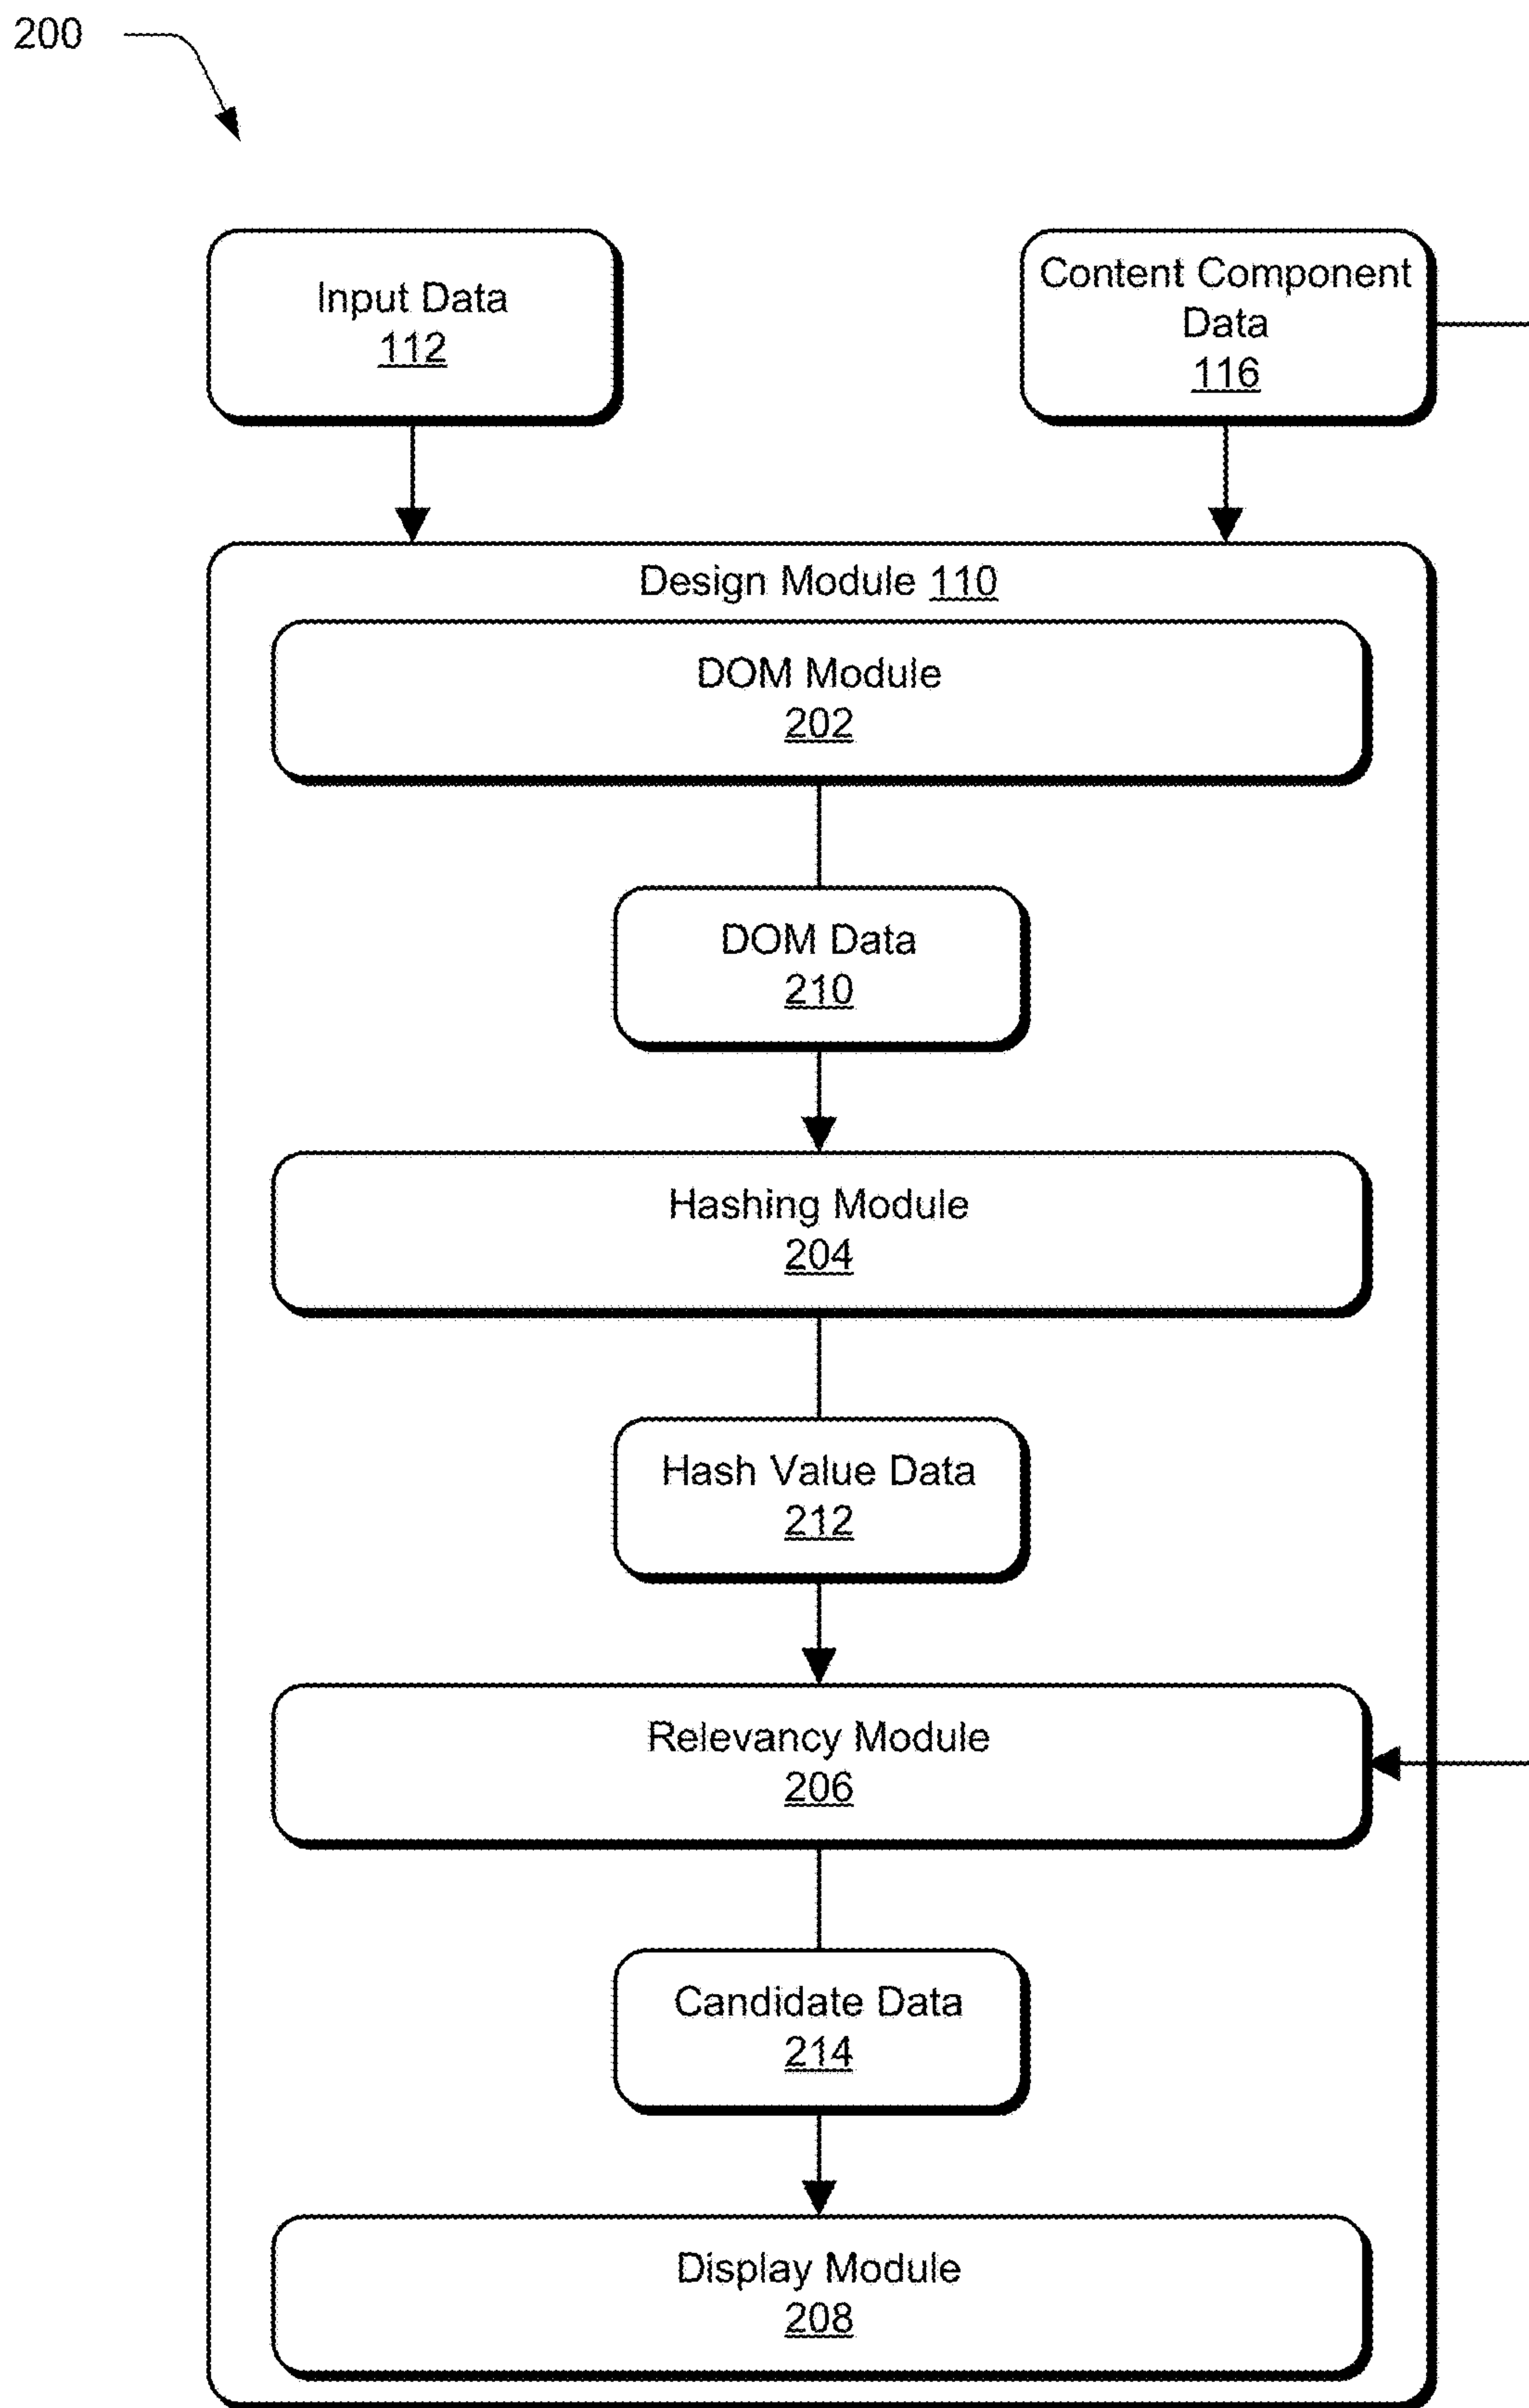 200
Input Data
112
Content Component
Data
116
Design Module 110
DOM Module
202
DOM Data
210
Hashing Module
204
Hash Value Data
212
Relevancy Module
206
Candidate Data
214
Display Module
208